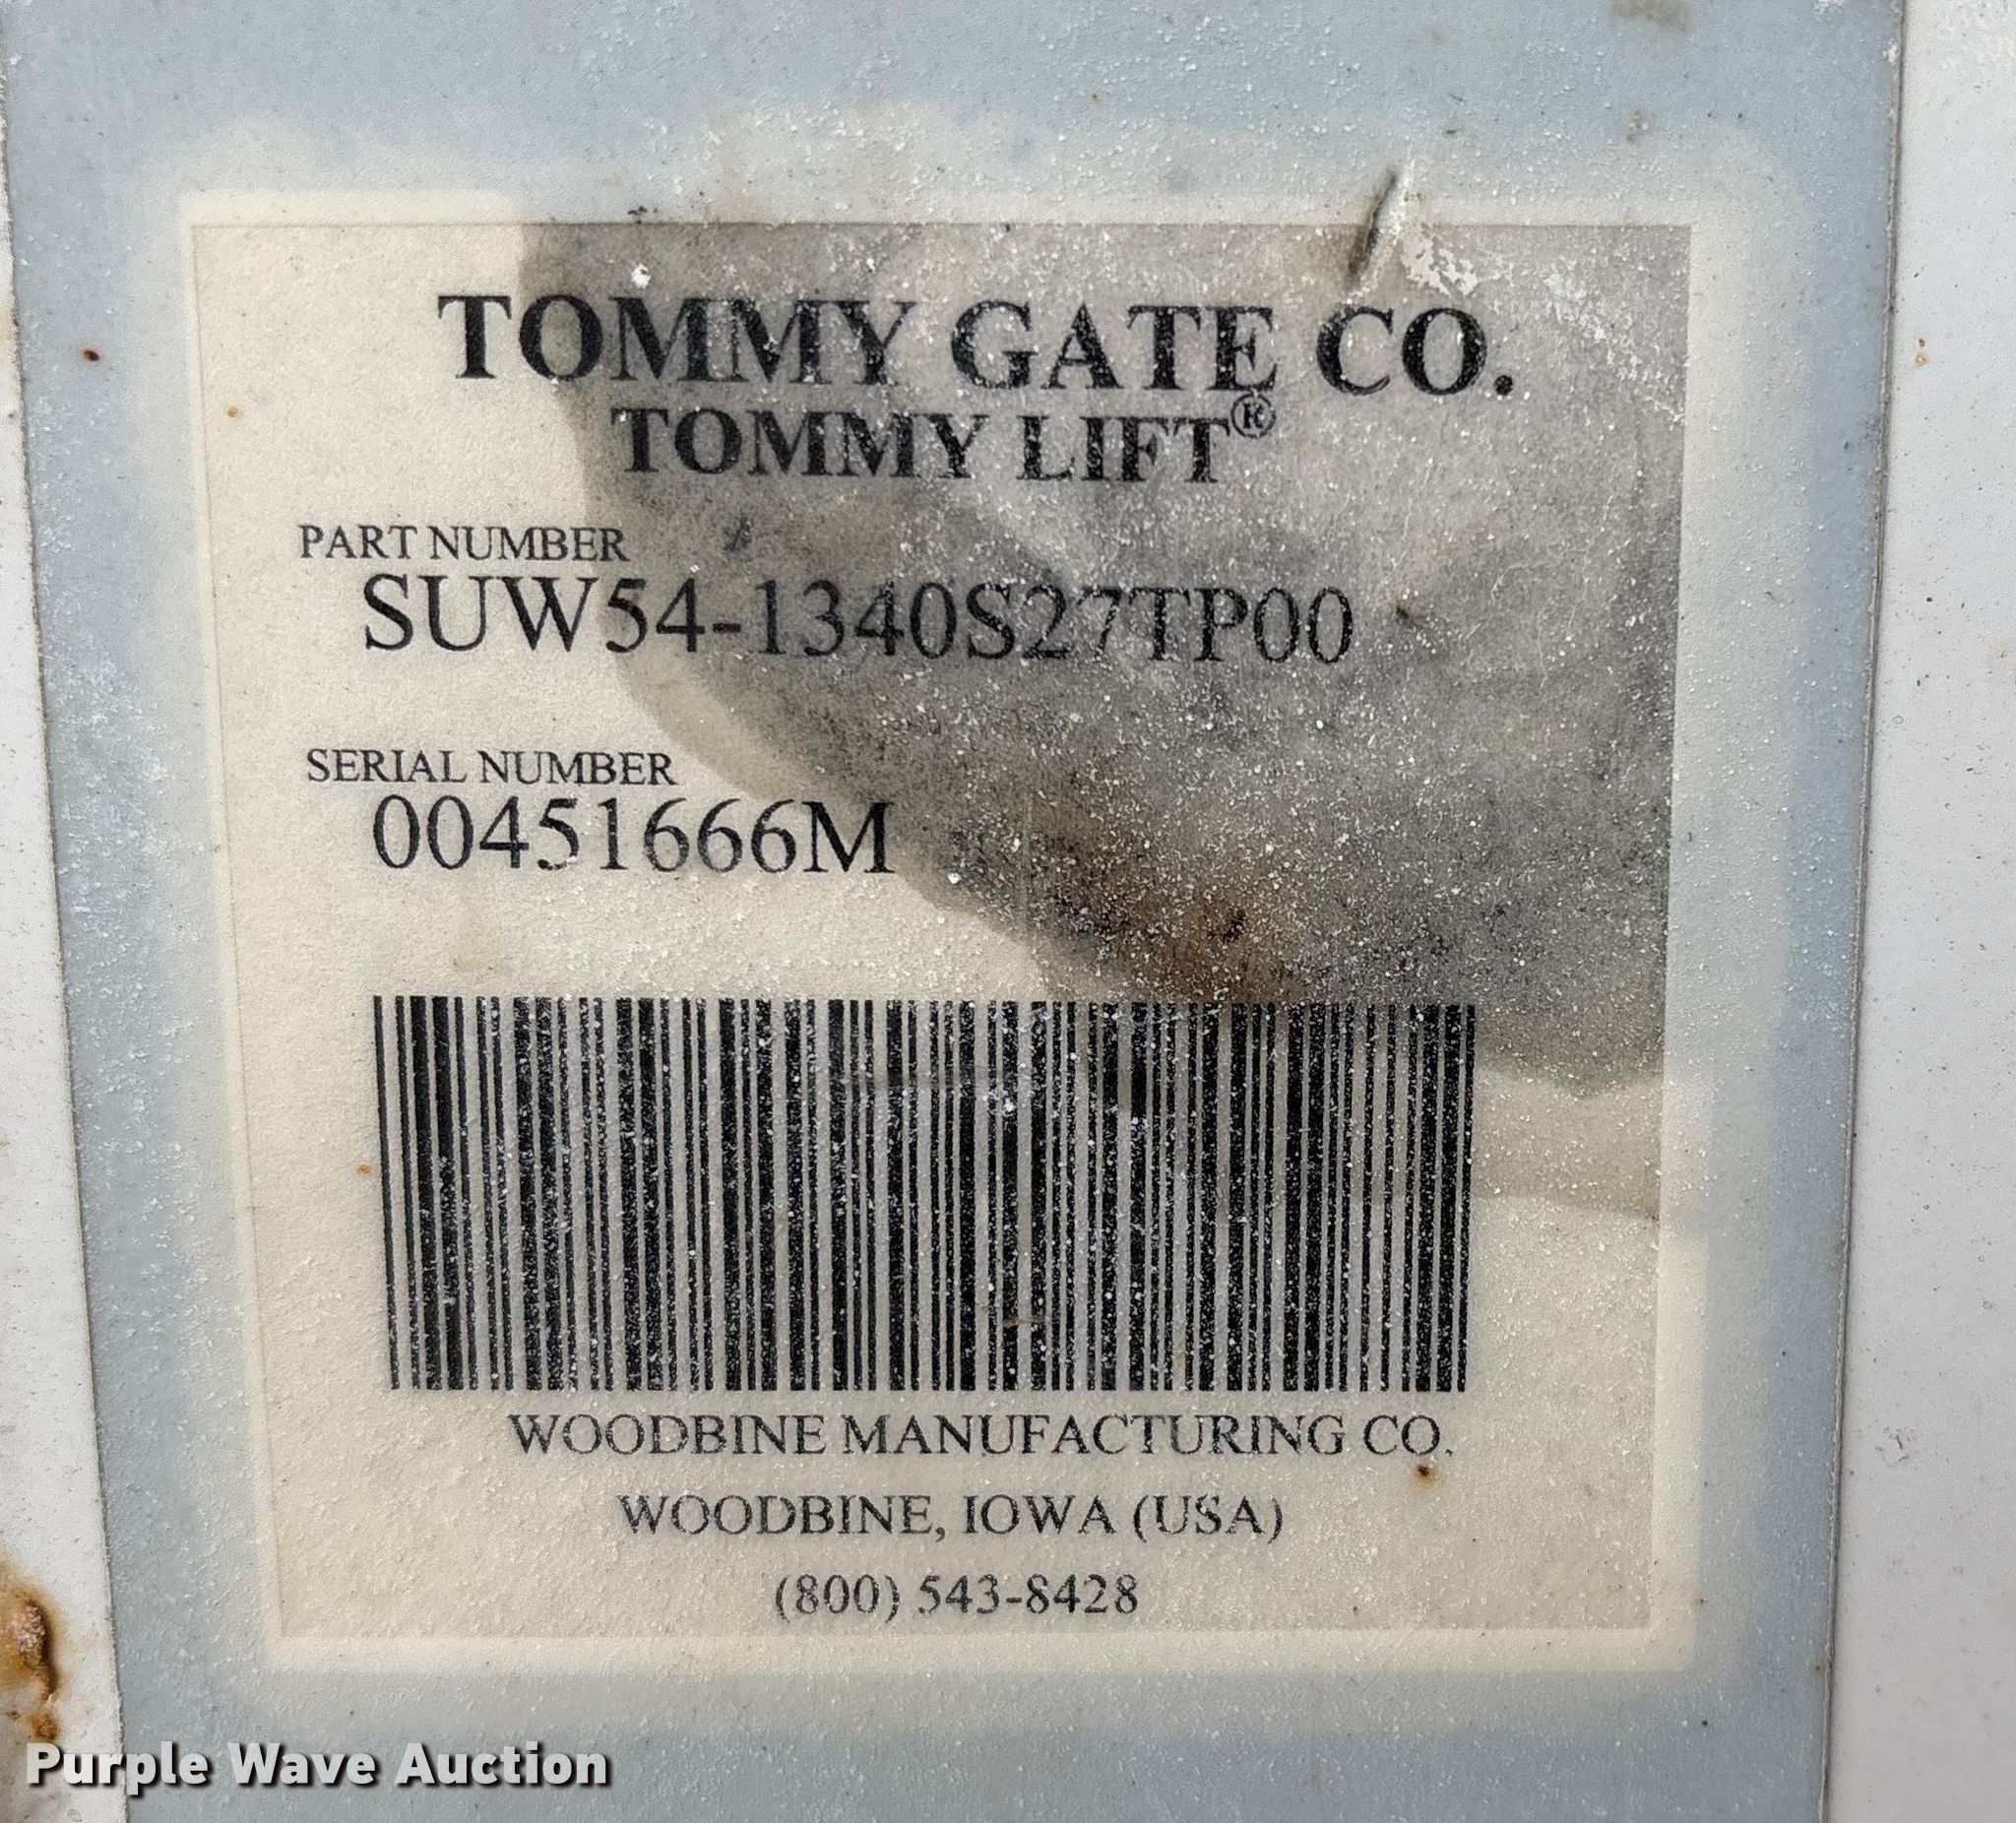 TOMMY GATE CO.
TOMMY LIFT®
PART NUMBER
SUW54-1340S27TP00
SERIAL NUMBER
00451666M
WOODBINE MANUFACTURING CO.
WOODBINE, IOWA (USA)
(800) 543-8428
Purple Wave Auction